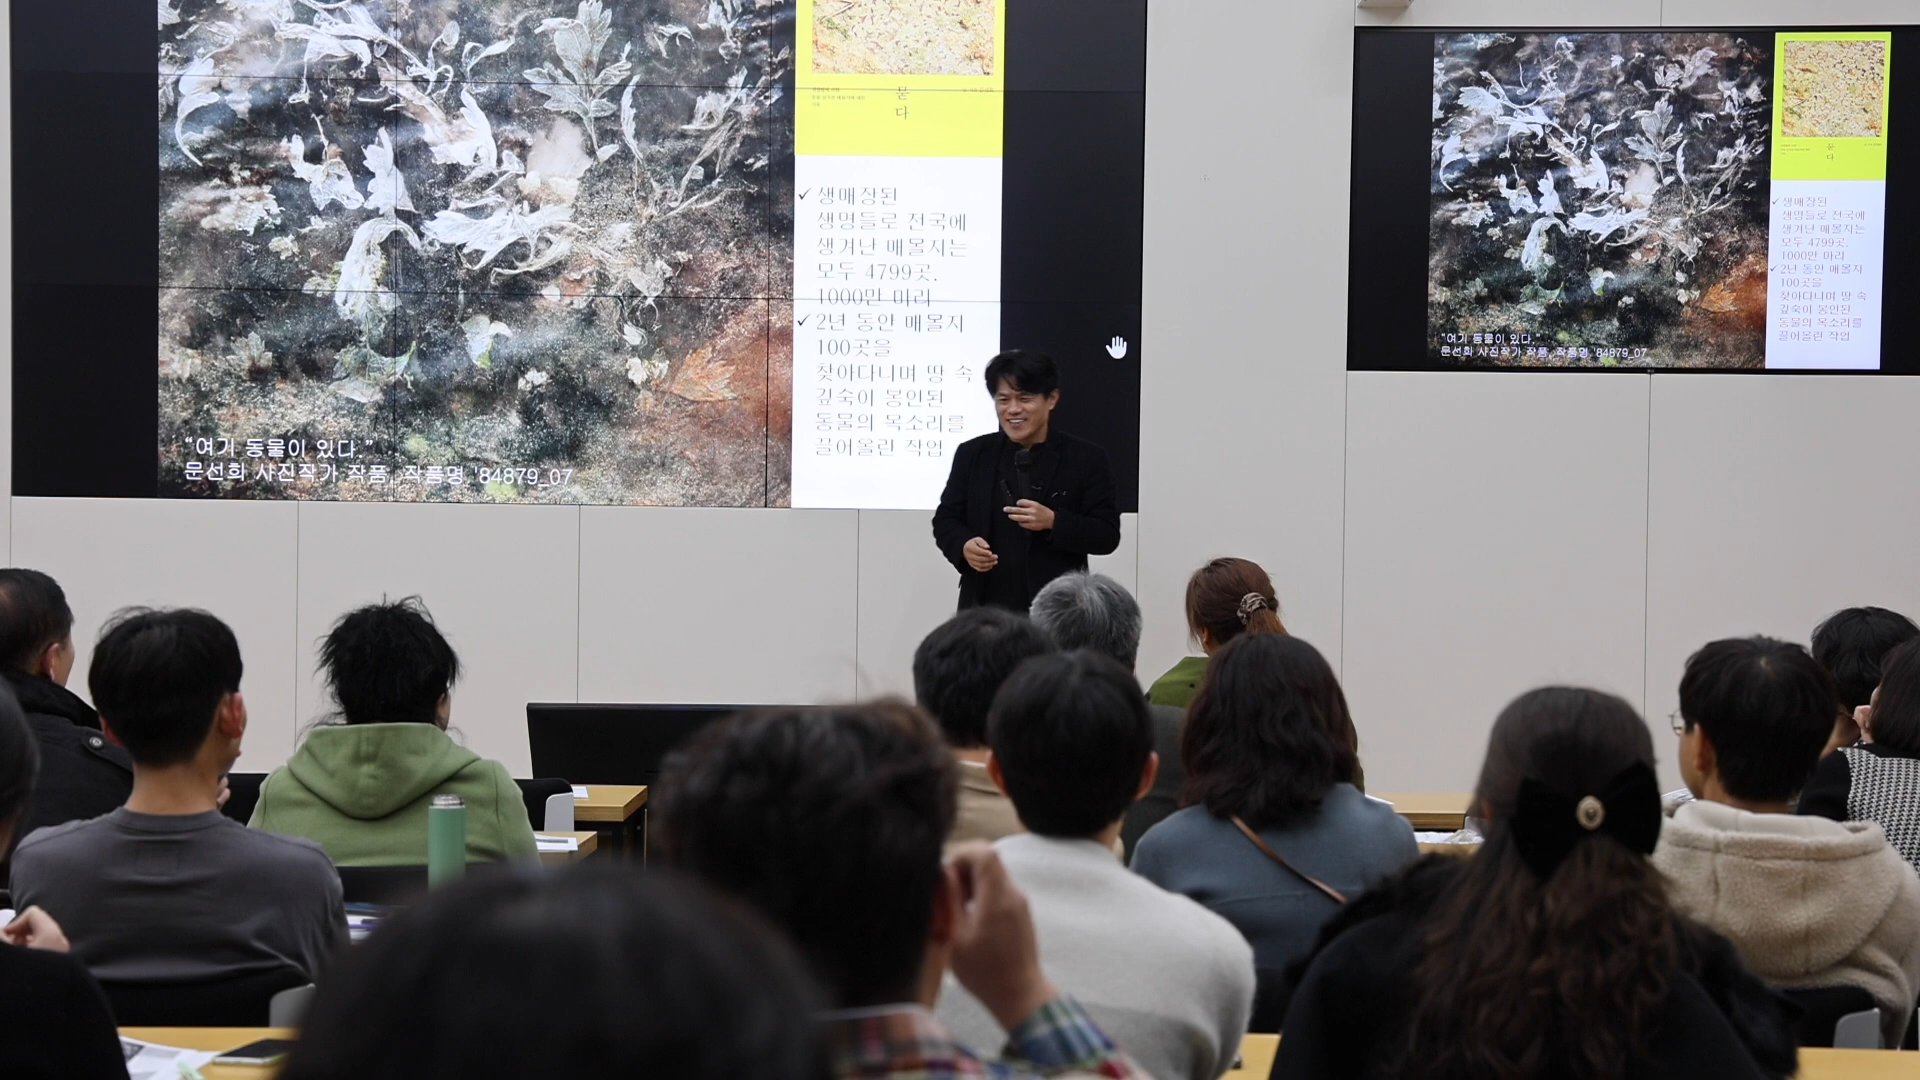 묻
다
✓ 생매장된
생명들로 전국에
생겨난 매몰지는
모두 4799곳.
1000만 마리
✓ 2년 동안 매몰지
100곳을
찾아다니며 땅 속
깊숙이 봉인된
동물의 목소리를
끌어올린 작업
“여기 동물이 있다.”
문선희 사진작가 작품, 작품명 '84879_07
묻
다
✓ 생매장된
생명들로 전국에
생겨난 매몰지는
모두 4799곳.
1000만 마리
✓ 2년 동안 매몰지
100곳을
찾아다니며 땅 속
깊숙이 봉인된
동물의 목소리를
끌어올린 작업
“여기 동물이 있다.”
문선희 사진작가 작품, 작품명 '84879_07